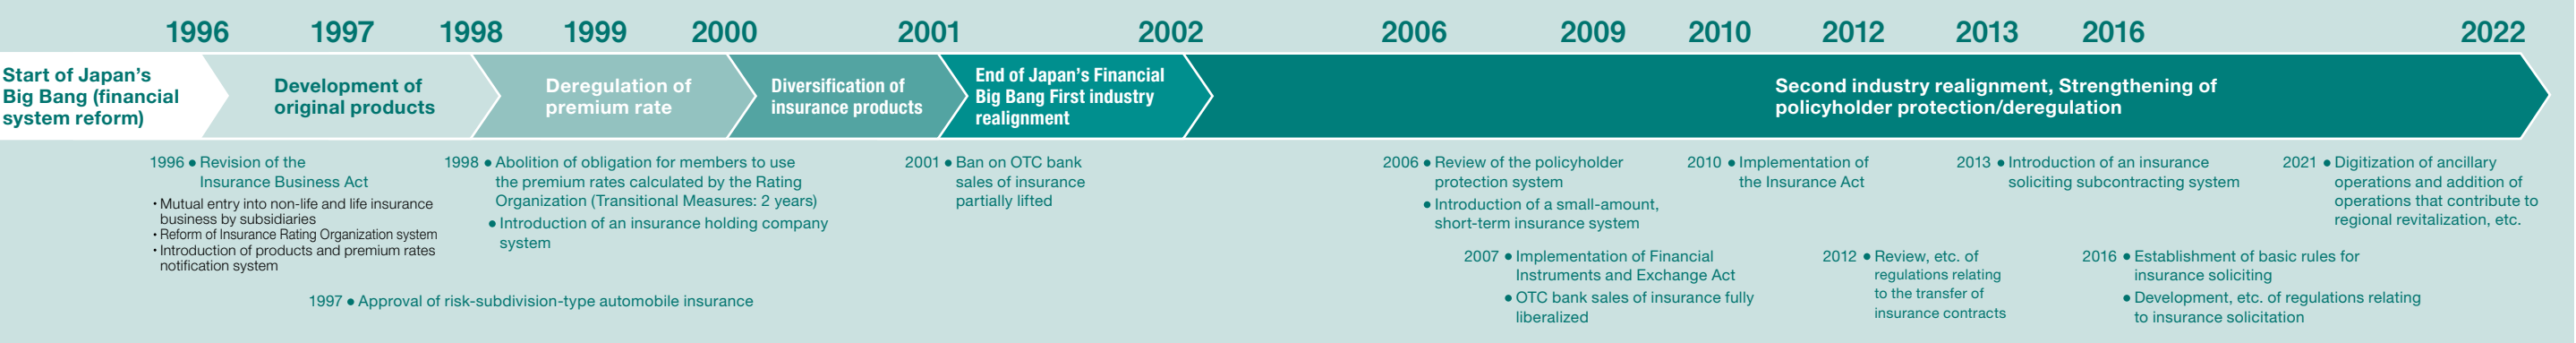 1996 1997 1998 1999 2000 2001 2002 2006 2009 2010 2012 2013 2016 2022
Start of Japan's
Big Bang (financial
system reform)
Development of
original products
Deregulation of
premium rate
Diversification of
insurance products
End of Japan's Financial
Big Bang First industry
realignment
Second industry realignment, Strengthening of
policyholder protection/deregulation
1996 ● Revision of the
Insurance Business Act
・Mutual entry into non-life and life insurance
business by subsidiaries
・Reform of Insurance Rating Organization system
・Introduction of products and premium rates
notification system
1997 ● Approval of risk-subdivision-type automobile insurance
1998 ● Abolition of obligation for members to use
the premium rates calculated by the Rating
Organization (Transitional Measures: 2 years)
● Introduction of an insurance holding company
system
2001 ● Ban on OTC bank
sales of insurance
partially lifted
2006 ● Review of the policyholder
protection system
● Introduction of a small-amount,
short-term insurance system
2007 ● Implementation of Financial
Instruments and Exchange Act
● OTC bank sales of insurance fully
liberalized
2010 ● Implementation of
the Insurance Act
2012 ● Review, etc. of
regulations relating
to the transfer of
insurance contracts
2013 ● Introduction of an insurance
soliciting subcontracting system
2016 ● Establishment of basic rules for
insurance soliciting
● Development, etc. of regulations relating
to insurance solicitation
2021 ● Digitization of ancillary
operations and addition of
operations that contribute to
regional revitalization, etc.